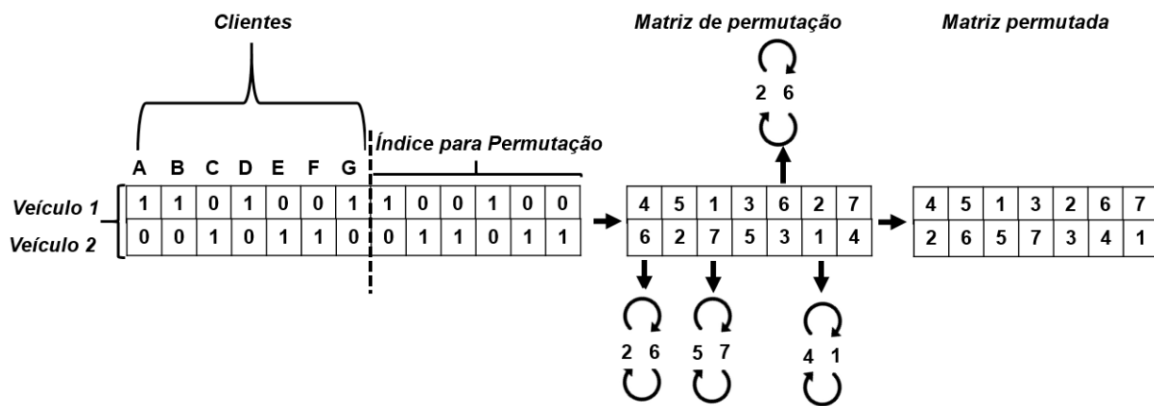 Clientes Matriz de permutação Matriz permutada
2 6
Índice para Permutação
A B C D E F G
Veículo 1 1 1 0 1 0 0 1 1 0 0 1 0 0 4 5 1 3 6 2 7 4 5 1 3 2 6 7
Veículo 2 0 0 1 0 1 1 0 0 1 1 0 1 1 6 2 7 5 3 1 4 2 6 5 7 3 4 1
2 6 5 7 4 1